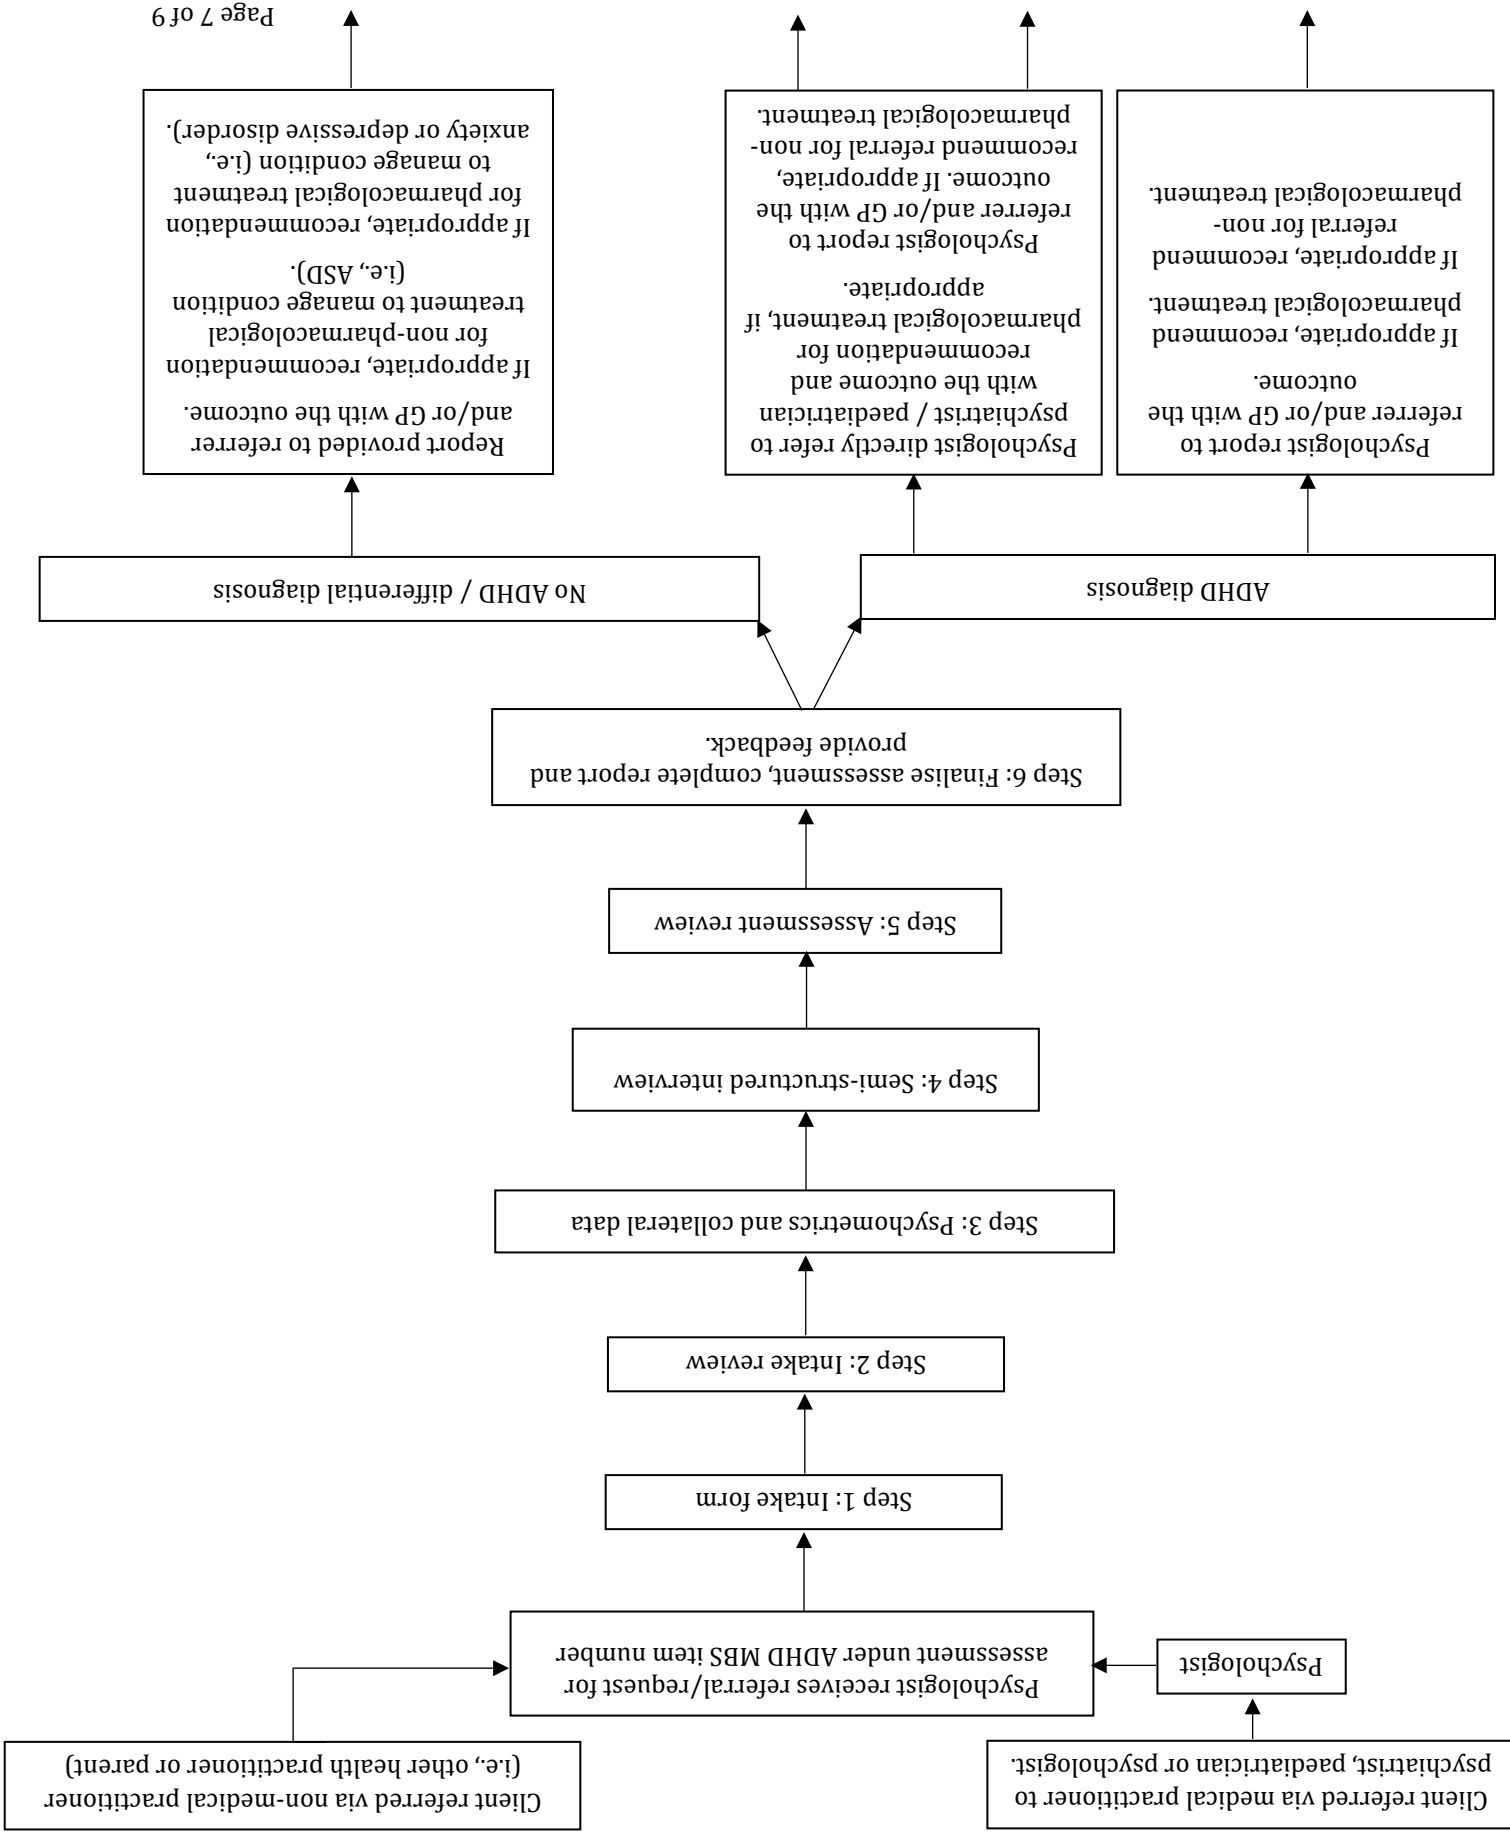 Client referred via medical practitioner to
psychiatrist, paediatrician or psychologist.
Client referred via non-medical practitioner
(i.e., other health practitioner or parent)
Psychologist
Psychologist receives referral/request for
assessment under ADHD MBS item number
Step 1: Intake form
Step 2: Intake review
Step 3: Psychometrics and collateral data
Step 4: Semi-structured interview
Step 5: Assessment review
Step 6: Finalise assessment, complete report and
provide feedback.
ADHD diagnosis
No ADHD / differential diagnosis
Psychologist report to
referrer and/or GP with the
outcome.
If appropriate, recommend
pharmacological treatment.
If appropriate, recommend
referral for non-
pharmacological treatment.
Psychologist directly refer to
psychiatrist / paediatrician
with the outcome and
recommendation for
pharmacological treatment, if
appropriate.
Psychologist report to
referrer and/or GP with the
outcome. If appropriate,
recommend referral for non-
pharmacological treatment.
Report provided to referrer
and/or GP with the outcome.
If appropriate, recommendation
for non-pharmacological
treatment to manage condition
(i.e., ASD).
If appropriate, recommendation
for pharmacological treatment
to manage condition (i.e.,
anxiety or depressive disorder).
Page 7 of 9